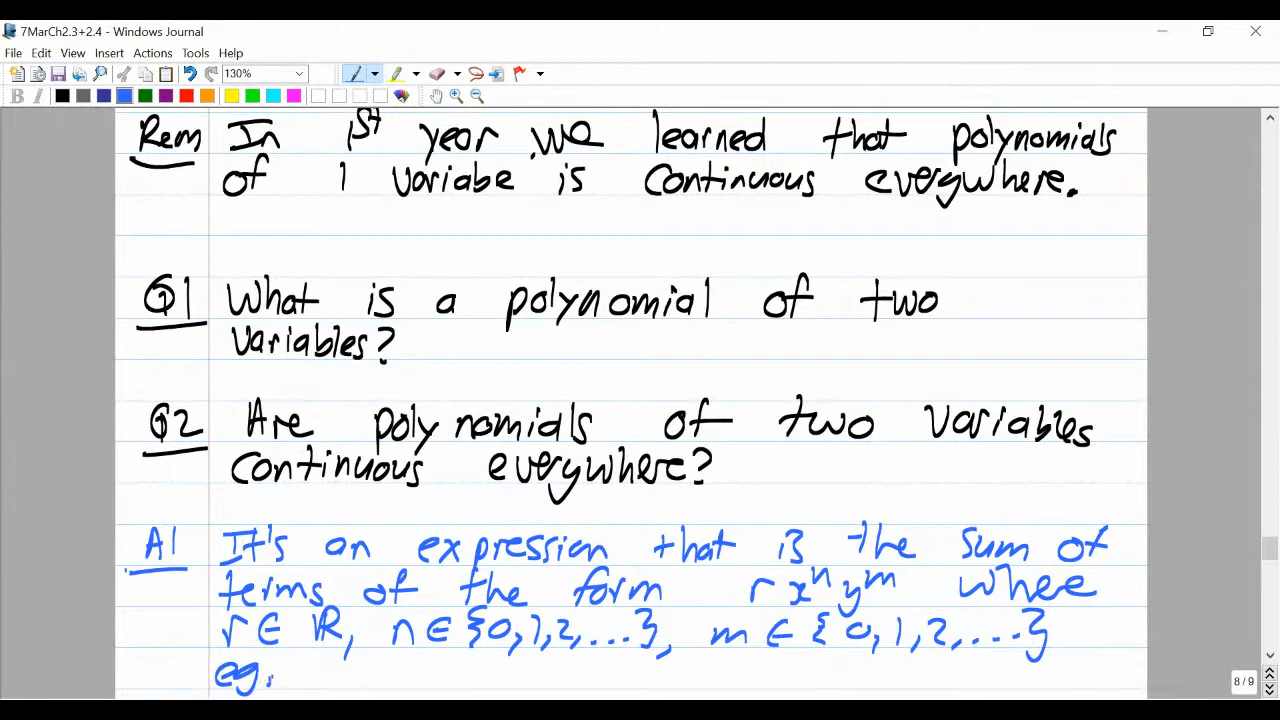 7MarCh2.3+2.4 - Windows Journal
File Edit View Insert Actions Tools Help
130%
B I
Rem In 1st year we learned that polynomials
of 1 variabe is continuous everywhere.
Q1 What is a polynomial of two
variables?
Q2 Are polynomials of two variables
continuous everywhere?
A1 It's an expression that is the sum of
terms of the form r xⁿ yᵐ where
r ∈ ℝ, n ∈ {0,1,2,...}, m ∈ {0,1,2,...}
eg.
8/9